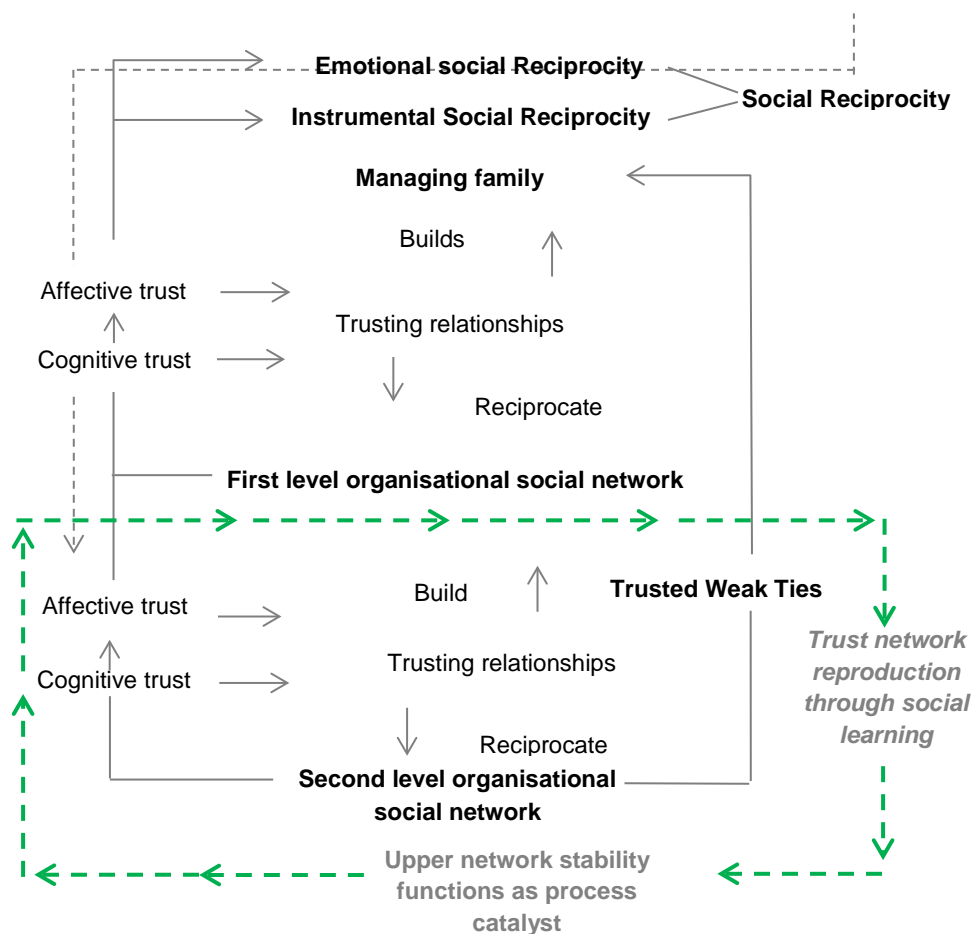 Emotional social Reciprocity
Social Reciprocity
Instrumental Social Reciprocity
Managing family
Builds
Affective trust
Trusting relationships
Cognitive trust
Reciprocate
First level organisational social network
Build
Trusted Weak Ties
Affective trust
Trust network
reproduction
through social
learning
Trusting relationships
Cognitive trust
Reciprocate
Second level organisational
social network
Upper network stability
functions as process
catalyst